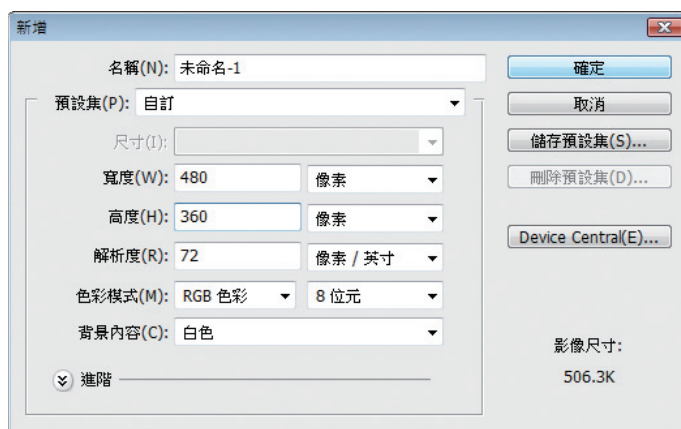 新增
名稱(N): 未命名-1
確定
預設集(P): 自訂
取消
尺寸(I):
儲存預設集(S)...
寬度(W): 480 像素
刪除預設集(D)...
高度(H): 360 像素
Device Central(E)...
解析度(R): 72 像素 / 英寸
色彩模式(M): RGB 色彩 8 位元
背景內容(C): 白色
影像尺寸:
進階
506.3K